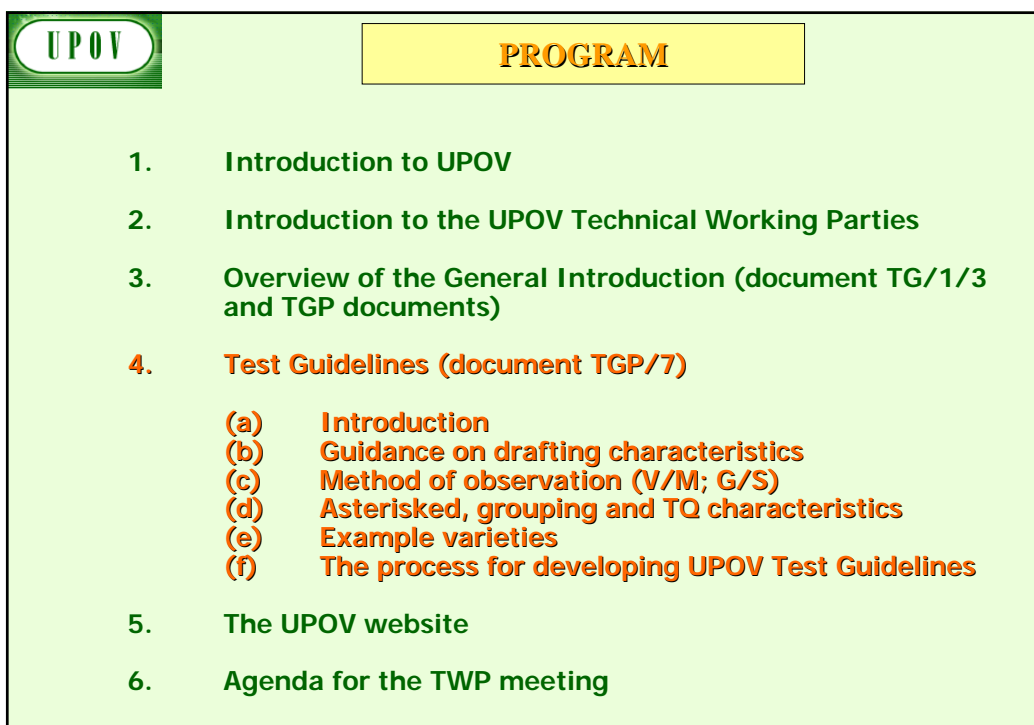 UPOV
PROGRAM
1. Introduction to UPOV
2. Introduction to the UPOV Technical Working Parties
3. Overview of the General Introduction (document TG/1/3
and TGP documents)
4. Test Guidelines (document TGP/7)
(a) Introduction
(b) Guidance on drafting characteristics
(c) Method of observation (V/M; G/S)
(d) Asterisked, grouping and TQ characteristics
(e) Example varieties
(f) The process for developing UPOV Test Guidelines
5. The UPOV website
6. Agenda for the TWP meeting